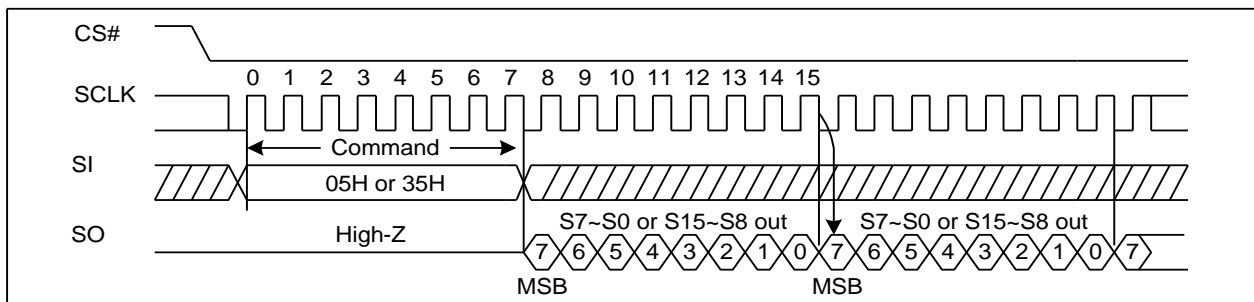 CS#
0 1 2 3 4 5 6 7 8 9 10 11 12 13 14 15
SCLK
Command
SI
05H or 35H
S7~S0 or S15~S8 out S7~S0 or S15~S8 out
SO High-Z
7 6 5 4 3 2 1 0 7 6 5 4 3 2 1 0 7
MSB MSB